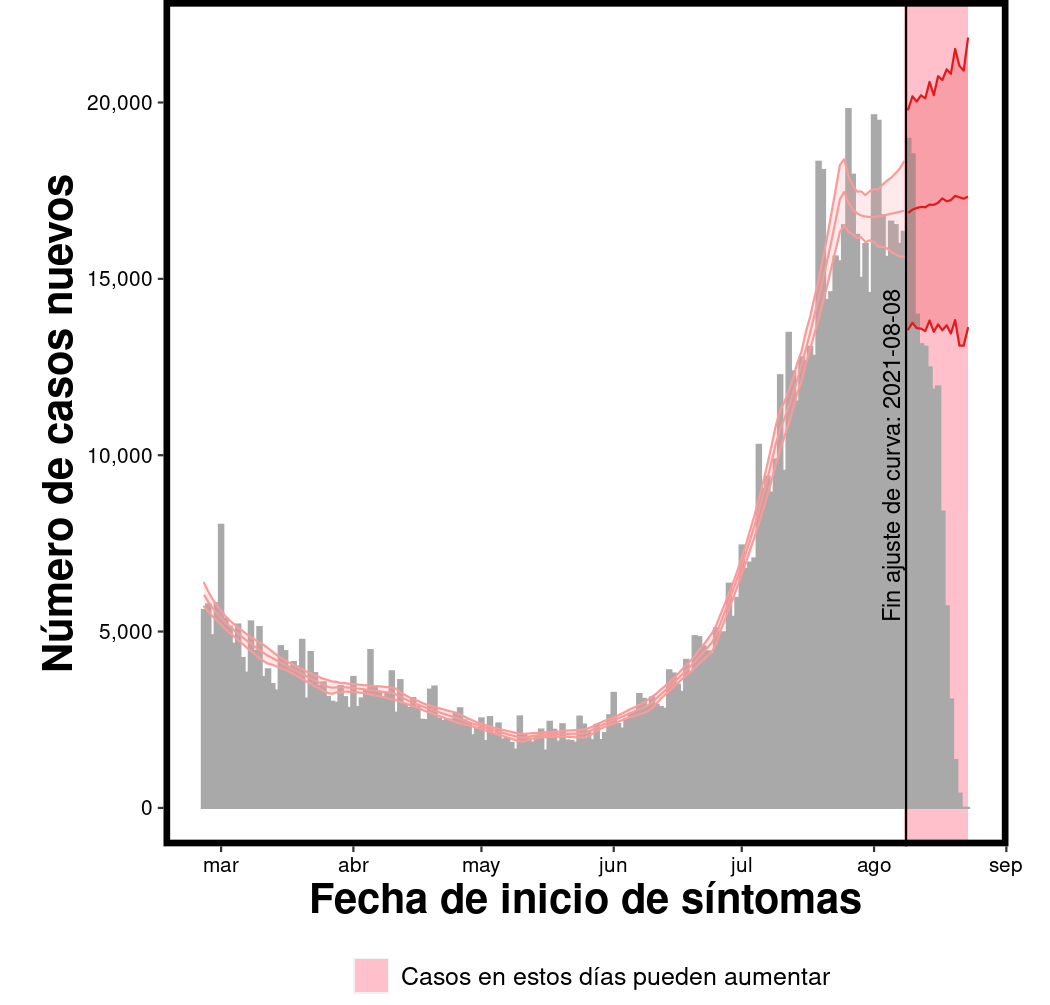 Número de casos nuevos
20,000
15,000
10,000
5,000
0
Fin ajuste de curva: 2021-08-08
mar abr may jun jul ago sep
Fecha de inicio de síntomas
Casos en estos días pueden aumentar